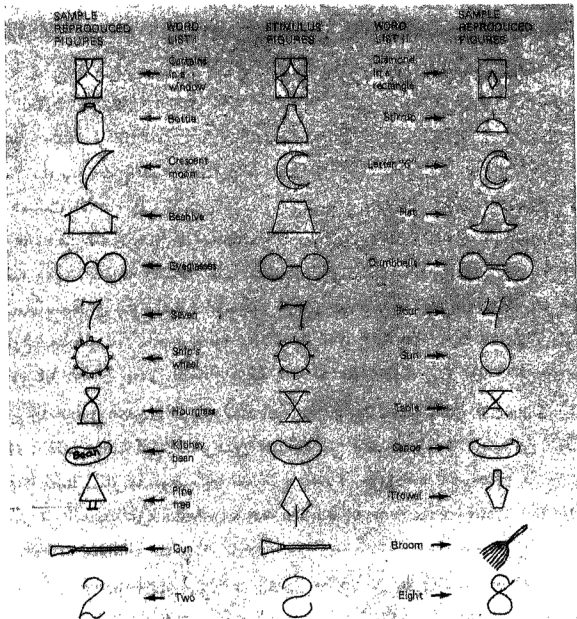 SAMPLE
REPRODUCED
FIGURES
WORD
LIST I
STIMULUS
FIGURES
WORD
LIST II
SAMPLE
REPRODUCED
FIGURES
Curtains
in a
window
Diamond
in a
rectangle
Bottle
Stirrup
Crescent
moon
Letter "C"
Beehive
Hat
Eyeglasses
Dumbbells
Seven
Four
Ship's
wheel
Sun
Hourglass
Table
Bean
Kidney
bean
Canoe
Pine
tree
Trowel
Gun
Broom
Two
Eight